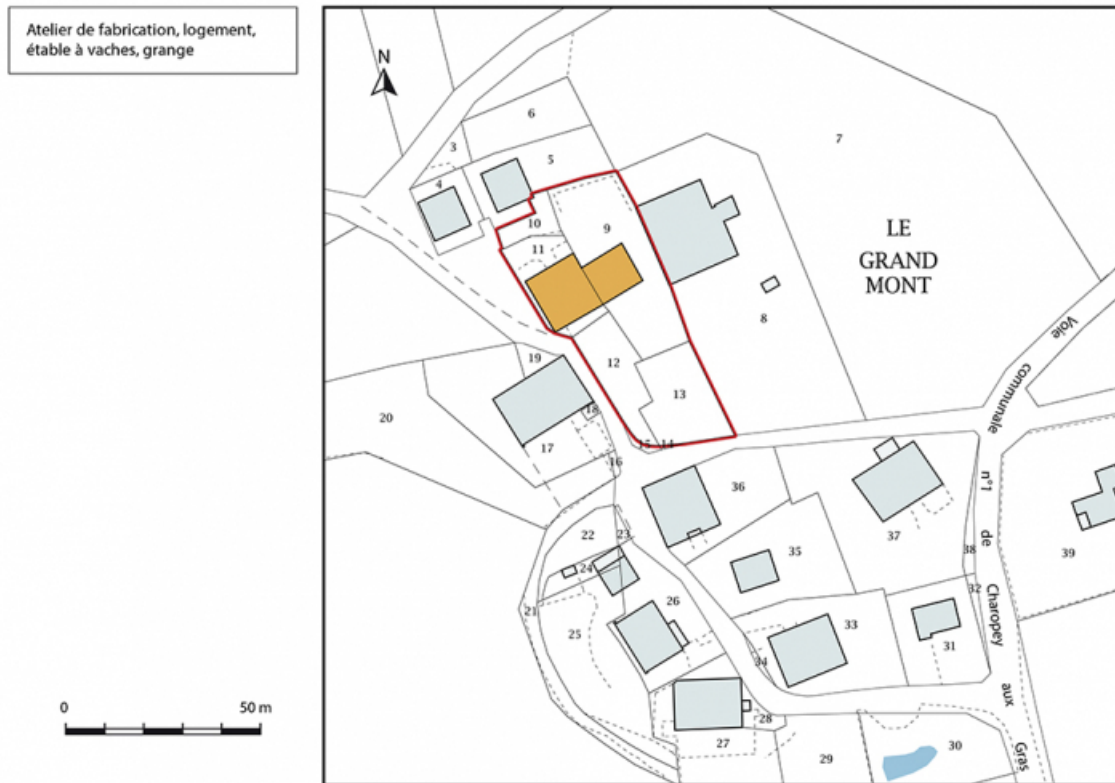 Atelier de fabrication, logement,
étable à vaches, grange
N
0
50 m
LE
GRAND
MONT
Voie
communale
n°1
de
Charopey
aux
Gras
3
4
5
6
7
8
9
10
11
12
13
14
15
16
17
18
19
20
21
22
23
24
25
26
27
28
29
30
31
32
33
34
35
36
37
38
39